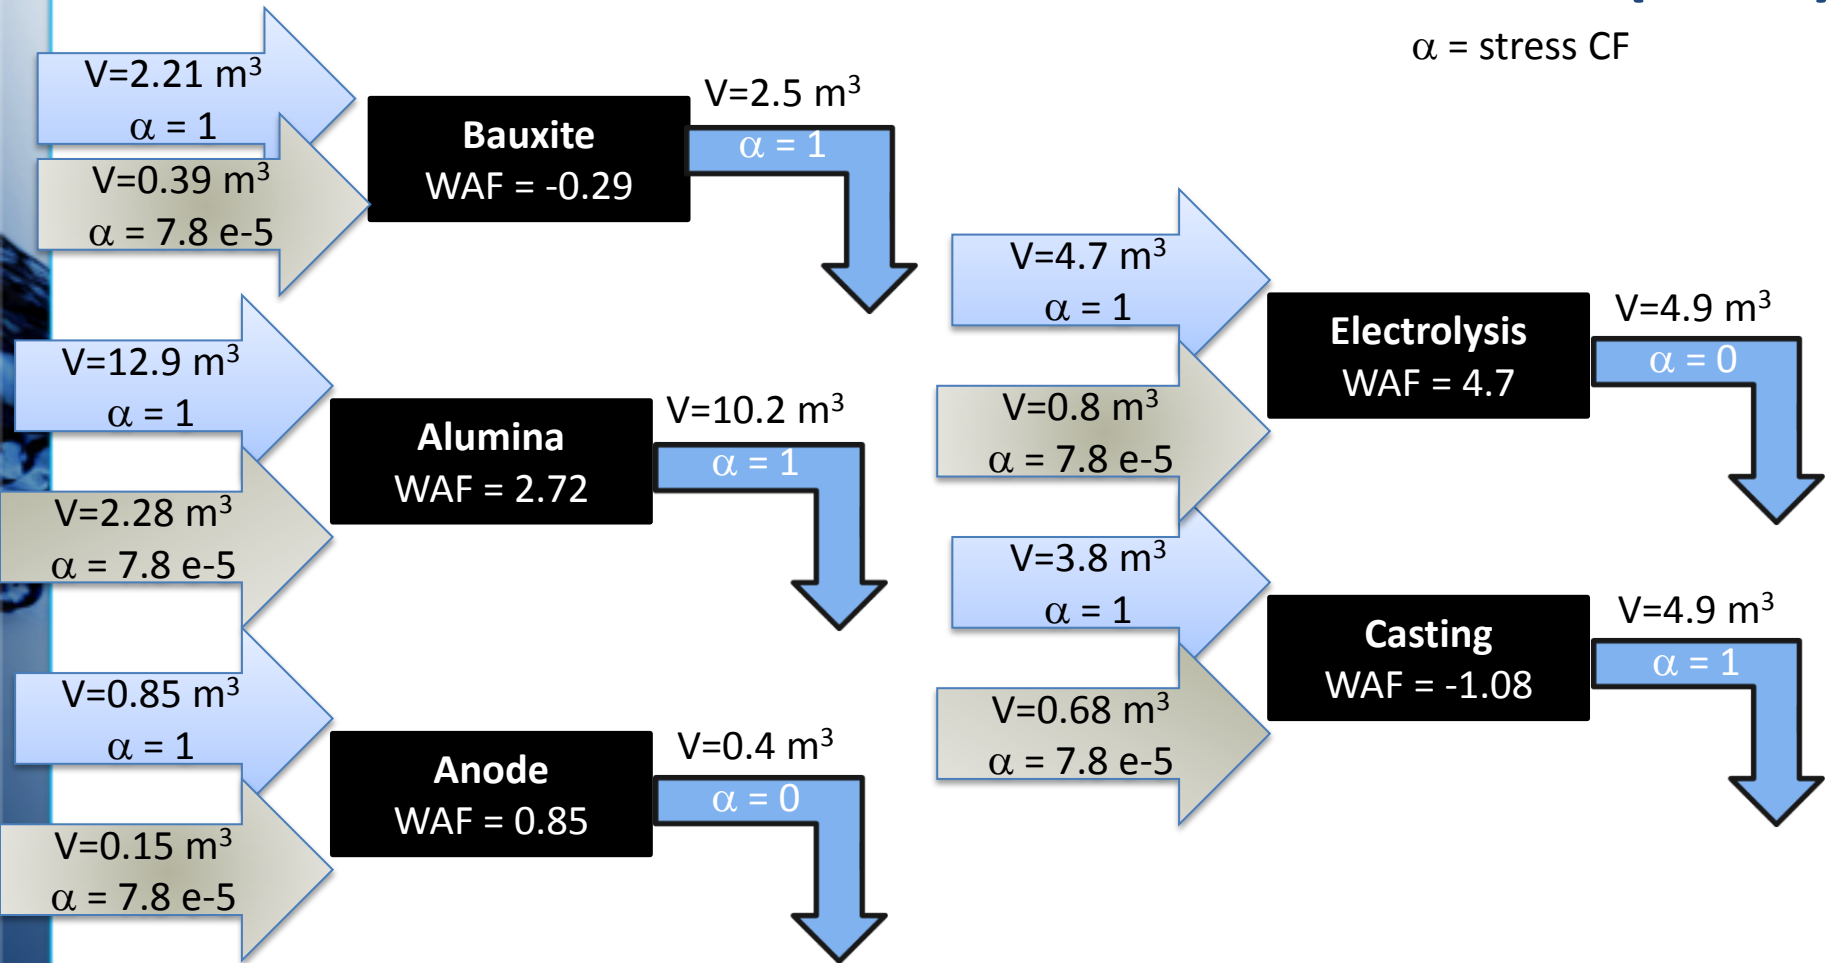 α = stress CF
V=2.21 m³
α = 1
V=0.39 m³
α = 7.8 e-5
Bauxite
WAF = -0.29
V=2.5 m³
α = 1
V=12.9 m³
α = 1
V=2.28 m³
α = 7.8 e-5
Alumina
WAF = 2.72
V=10.2 m³
α = 1
V=0.85 m³
α = 1
V=0.15 m³
α = 7.8 e-5
Anode
WAF = 0.85
V=0.4 m³
α = 0
V=4.7 m³
α = 1
V=0.8 m³
α = 7.8 e-5
Electrolysis
WAF = 4.7
V=4.9 m³
α = 0
V=3.8 m³
α = 1
V=0.68 m³
α = 7.8 e-5
Casting
WAF = -1.08
V=4.9 m³
α = 1